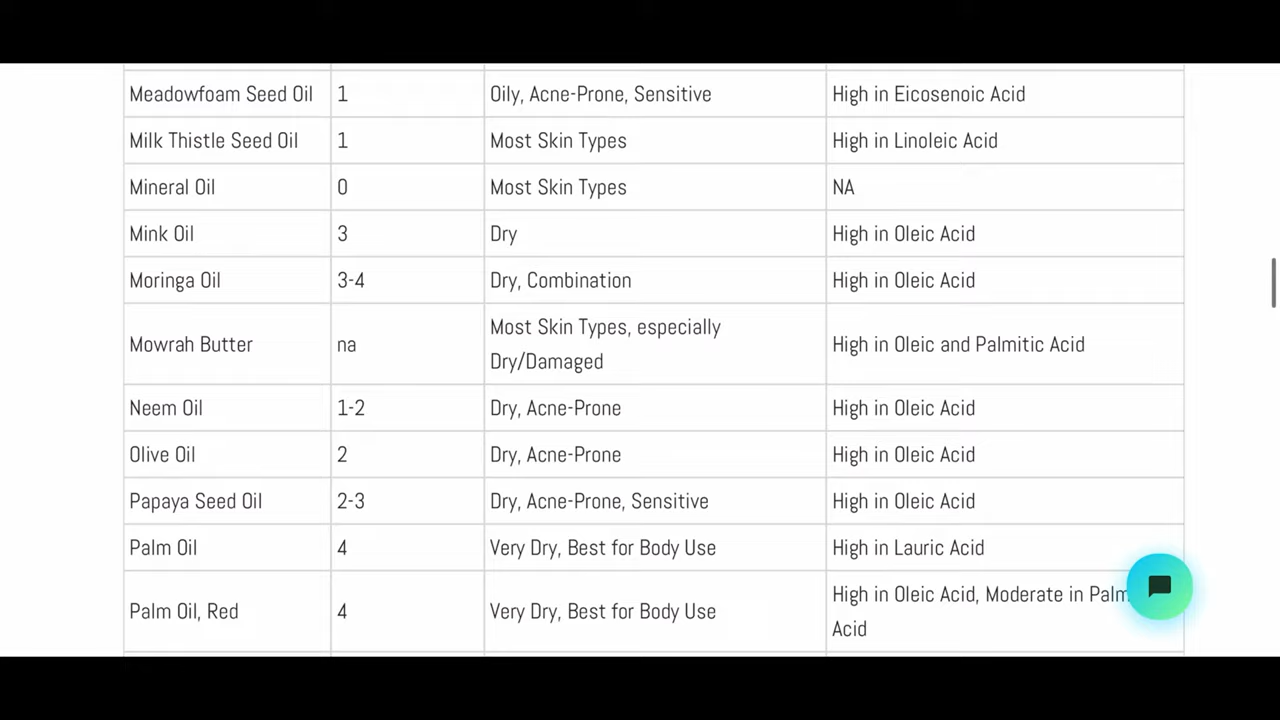 Meadowfoam Seed Oil 1 Oily, Acne-Prone, Sensitive High in Eicosenoic Acid
Milk Thistle Seed Oil 1 Most Skin Types High in Linoleic Acid
Mineral Oil 0 Most Skin Types NA
Mink Oil 3 Dry High in Oleic Acid
Moringa Oil 3-4 Dry, Combination High in Oleic Acid
Mowrah Butter na Most Skin Types, especially
Dry/Damaged High in Oleic and Palmitic Acid
Neem Oil 1-2 Dry, Acne-Prone High in Oleic Acid
Olive Oil 2 Dry, Acne-Prone High in Oleic Acid
Papaya Seed Oil 2-3 Dry, Acne-Prone, Sensitive High in Oleic Acid
Palm Oil 4 Very Dry, Best for Body Use High in Lauric Acid
Palm Oil, Red 4 Very Dry, Best for Body Use High in Oleic Acid, Moderate in
Acid